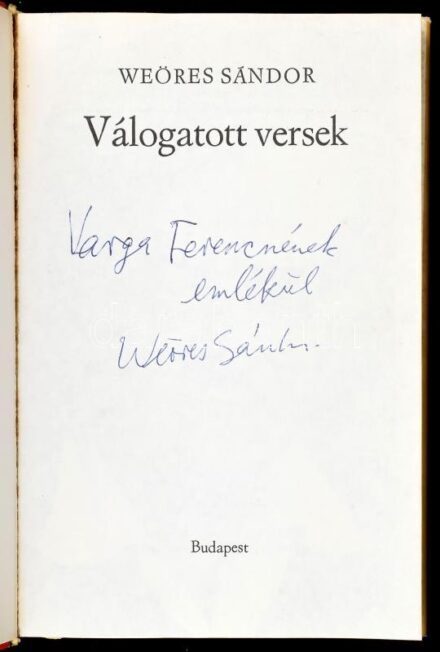 WEÖRES SÁNDOR
Válogatott versek
Varga Ferencnének
emlékül
Weöres Sándor
Budapest